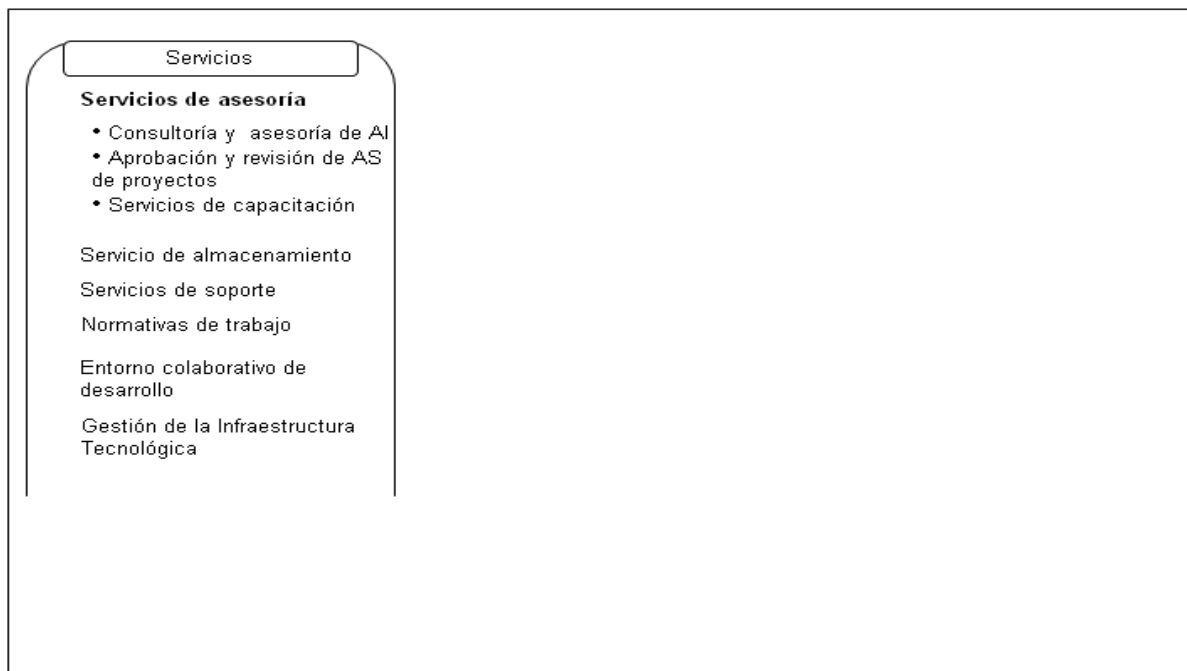 Servicios
Servicios de asesoría
• Consultoría y asesoría de AI
• Aprobación y revisión de AS
de proyectos
• Servicios de capacitación
Servicio de almacenamiento
Servicios de soporte
Normativas de trabajo
Entorno colaborativo de
desarrollo
Gestión de la Infraestructura
Tecnológica